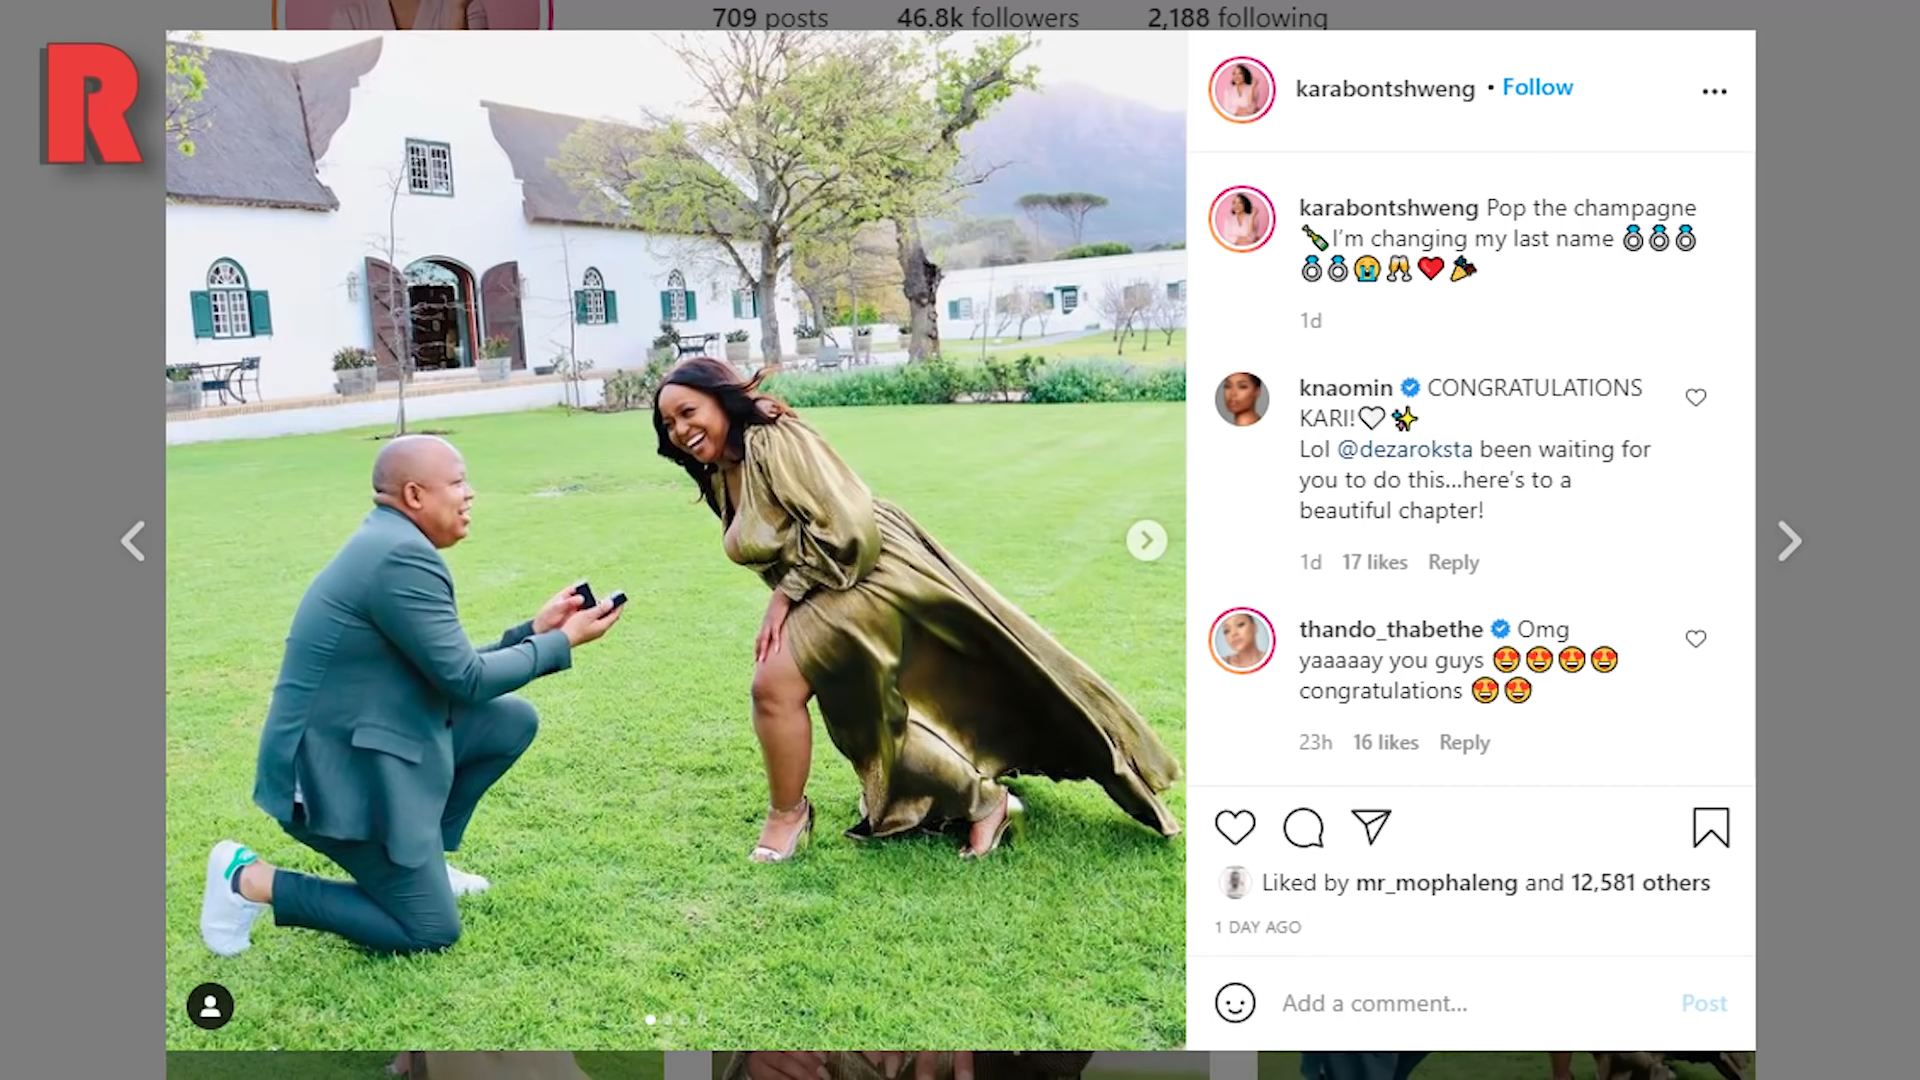 709 posts 46.8k followers 2,188 following
R
karabontshweng • Follow
karabontshweng Pop the champagne
🍾I'm changing my last name 💍💍💍
💍💍😭🥂❤️🎉
1d
knaomin CONGRATULATIONS
KARI!🤍✨
Lol @dezaroksta been waiting for
you to do this...here's to a
beautiful chapter!
1d 17 likes Reply
thando_thabethe Omg
yaaaaay you guys 😍😍😍😍
congratulations 😍😍
23h 16 likes Reply
Liked by mr_mophaleng and 12,581 others
1 DAY AGO
Add a comment... Post